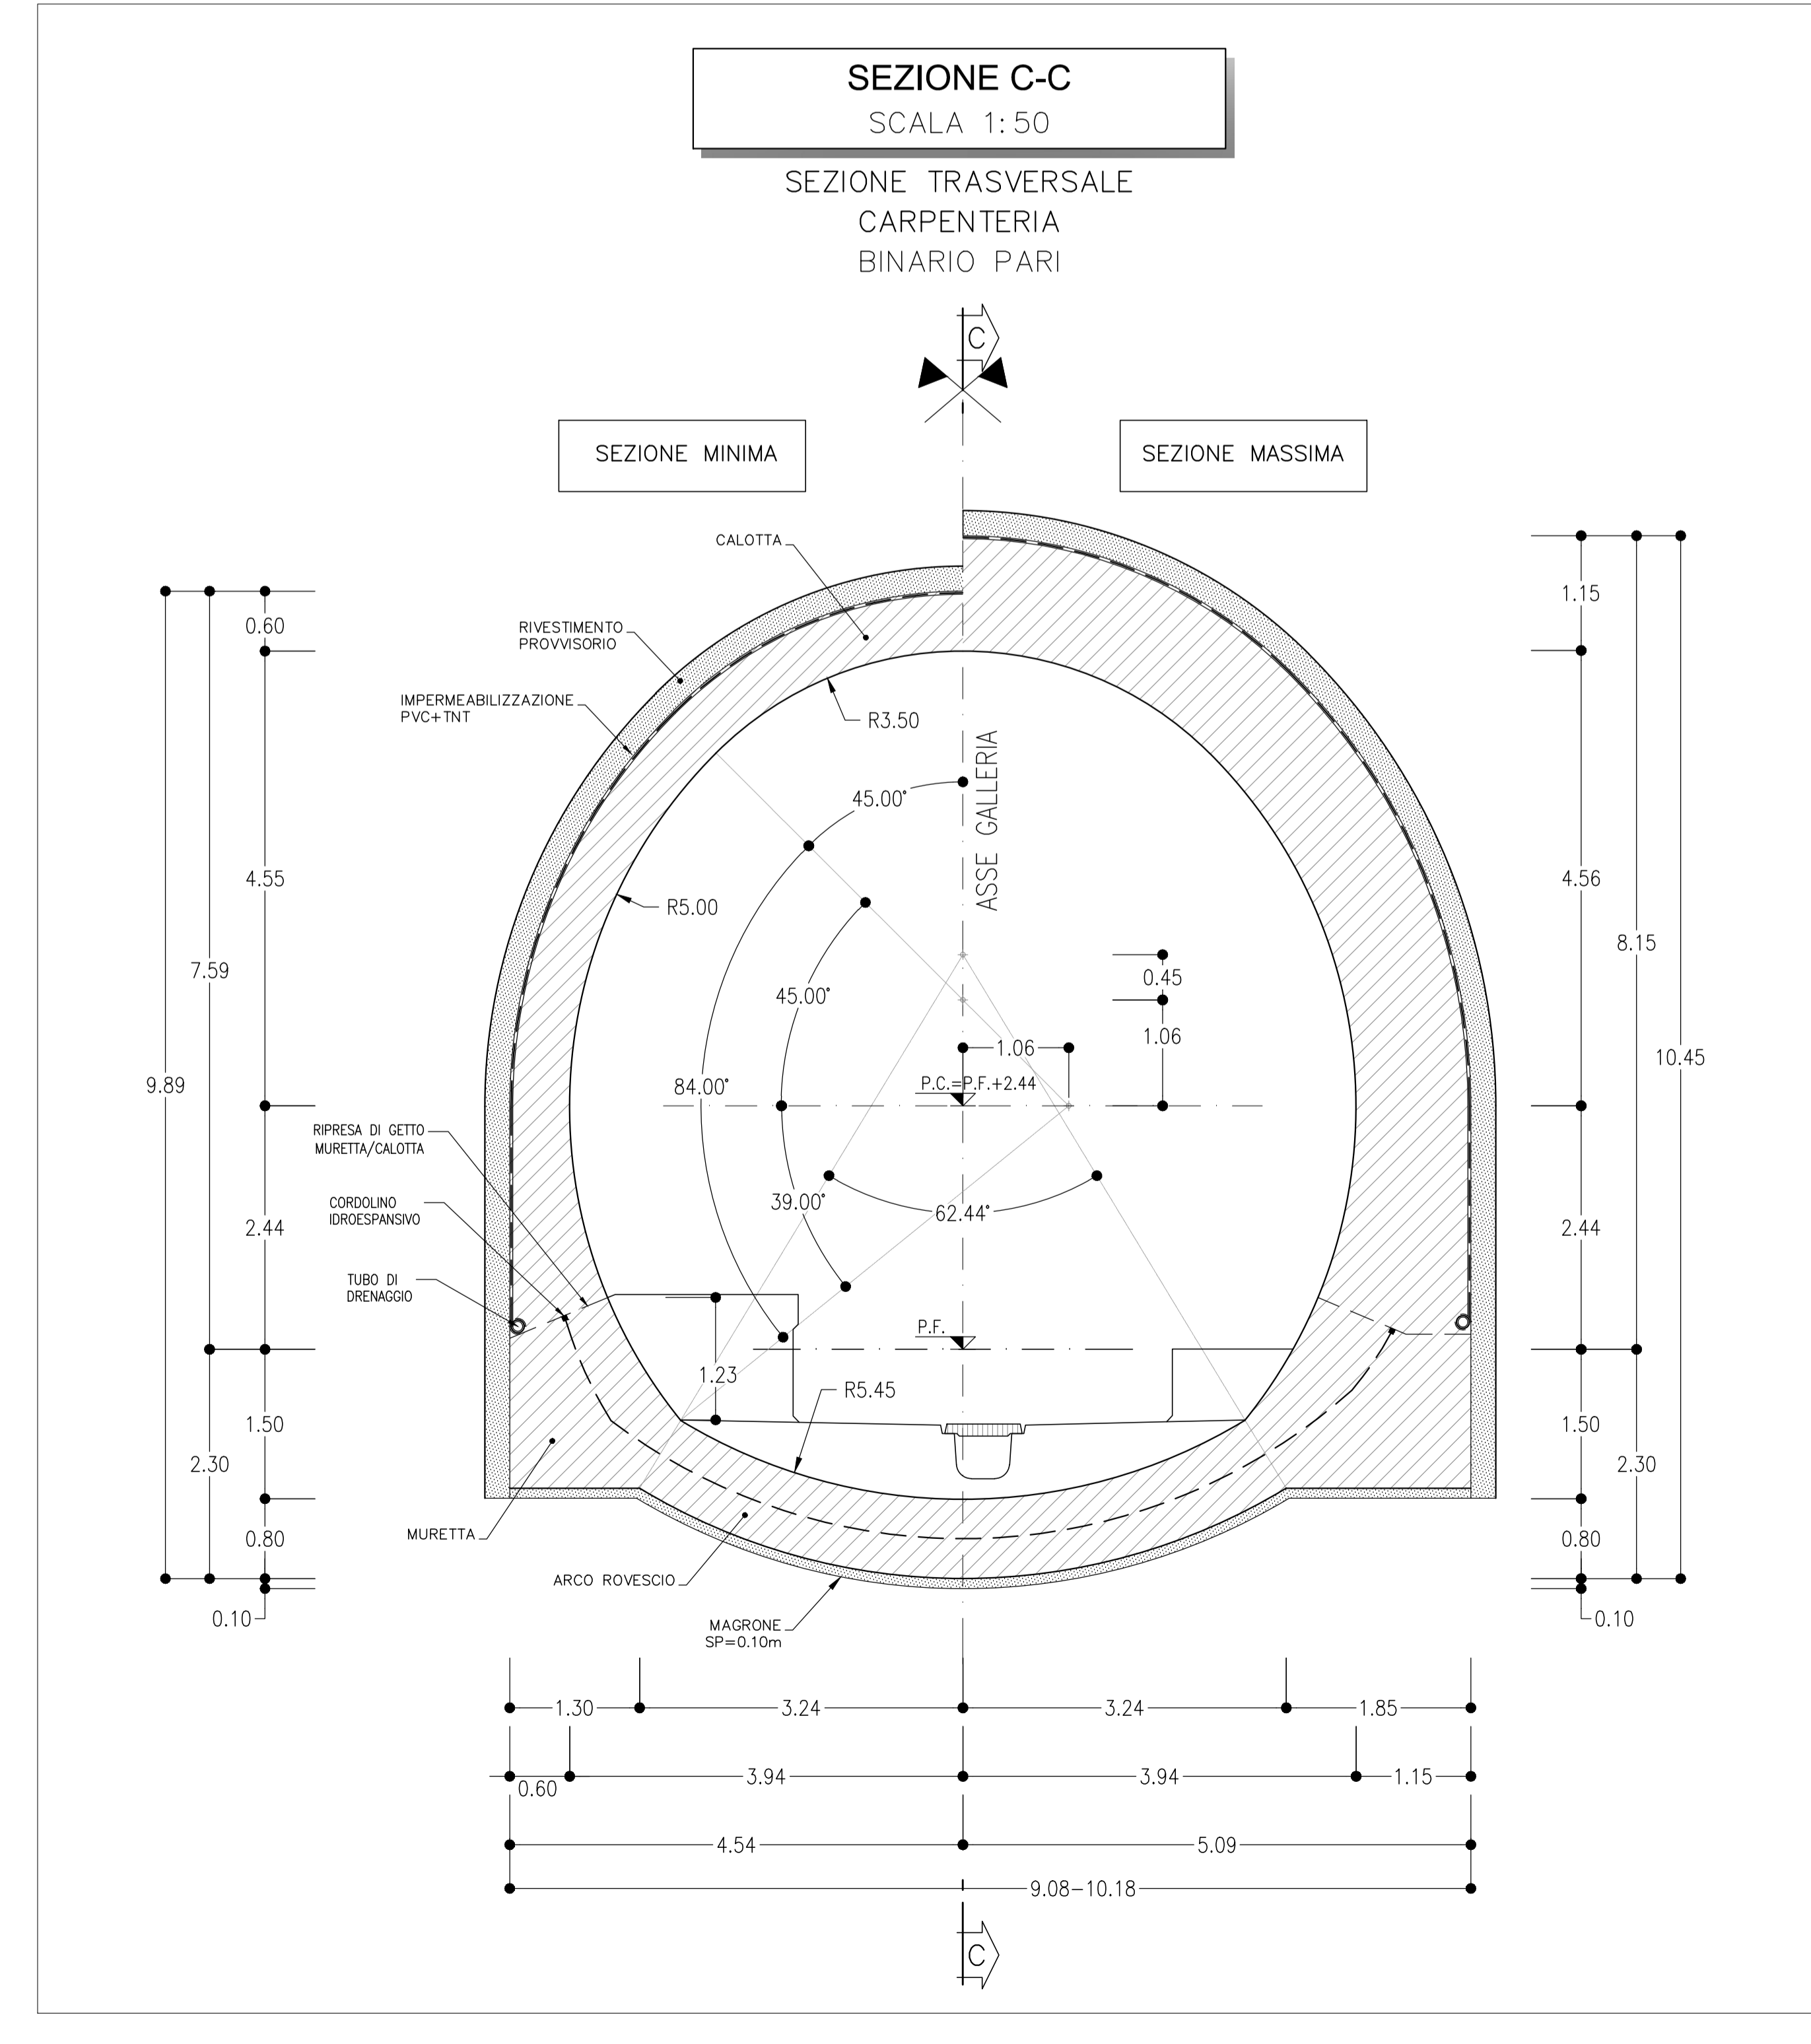 SEZIONE C-C
SCALA 1:50
SEZIONE TRASVERSALE
CARPENTERIA
BINARIO PARI
C
SEZIONE MINIMA
SEZIONE MASSIMA
CALOTTA
RIVESTIMENTO
PROVVISORIO
IMPERMEABILIZZAZIONE
PVC+TNT
R3.50
R5.00
ASSE GALLERIA
45.00°
45.00°
84.00°
39.00°
62.44°
0.45
1.06
1.06
P.C.=P.F.+2.44
RIPRESA DI GETTO
MURETTA/CALOTTA
CORDOLINO
IDROESPANSIVO
TUBO DI
DRENAGGIO
P.F.
1.23
R5.45
MURETTA
ARCO ROVESCIO
MAGRONE
SP=0.10m
0.60
4.55
7.59
9.89
2.44
1.50
2.30
0.80
0.10
1.15
4.56
8.15
10.45
2.44
1.50
2.30
0.80
0.10
1.30 3.24 3.24 1.85
0.60 3.94 3.94 1.15
4.54 5.09
9.08-10.18
C